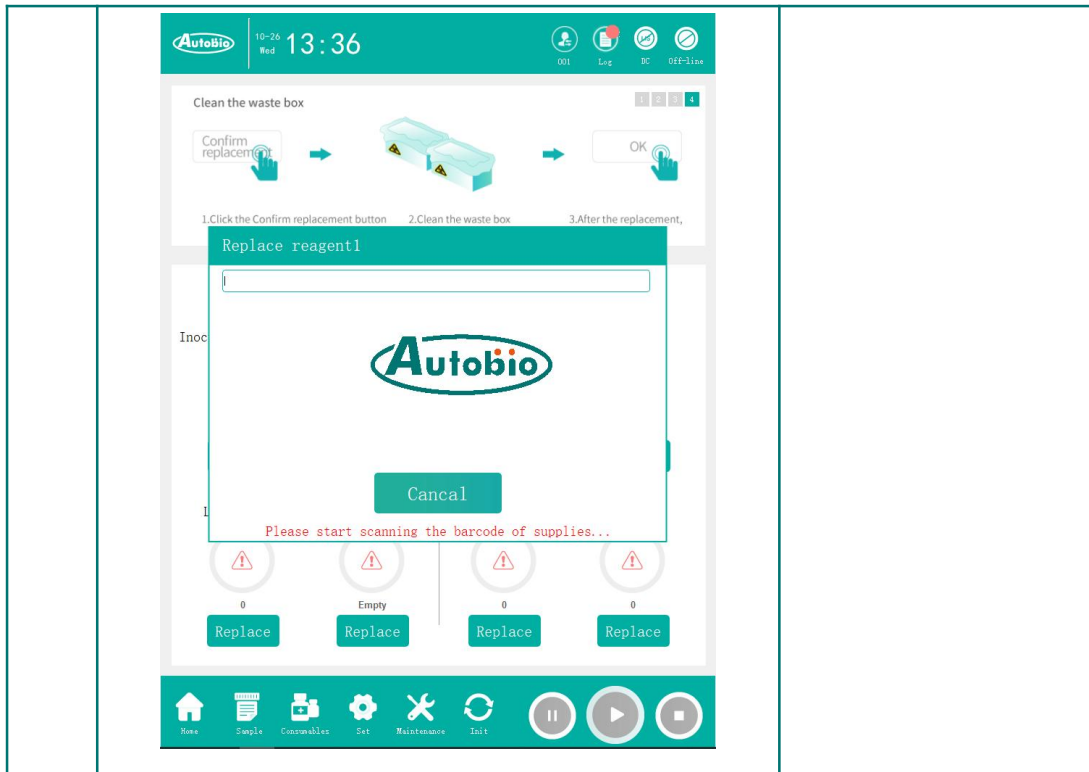 Autobio
10-26
Wed
13:36
001
Log
DC
Off-line
Clean the waste box
1 2 3 4
Confirm
replacement
OK
1.Click the Confirm replacement button 2.Clean the waste box 3.After the replacement,
Replace reagent1
Inoc
Autobio
Cancal
Please start scanning the barcode of supplies...
0 Empty 0 0
Replace Replace Replace Replace
Home Sample Consumables Set Maintenance Init